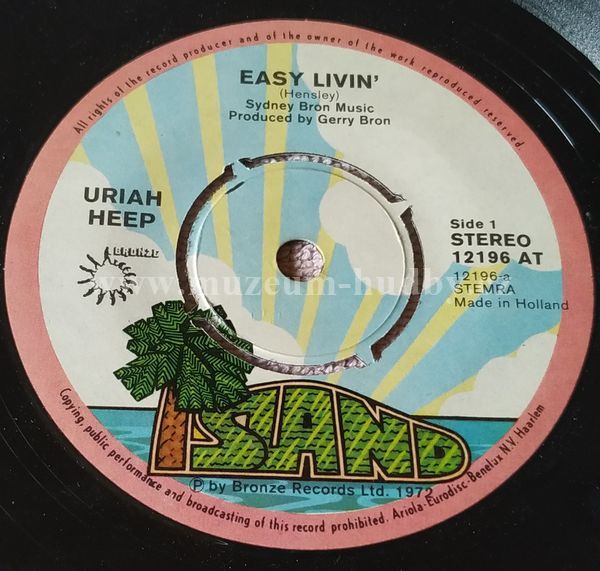 All rights of the record producer and of the owner of the work reproduced reserved.
EASY LIVIN'
(Hensley)
Sydney Bron Music
Produced by Gerry Bron
URIAH
HEEP
BRONZE
Side 1
STEREO
12196 AT
12196-a
STEMRA
Made in Holland
www.muzeum-hudby
ISLAND
℗ by Bronze Records Ltd. 1972
Copying, public performance and broadcasting of this record prohibited. Ariola-Eurodisc-Benelux N.V. Haarlem